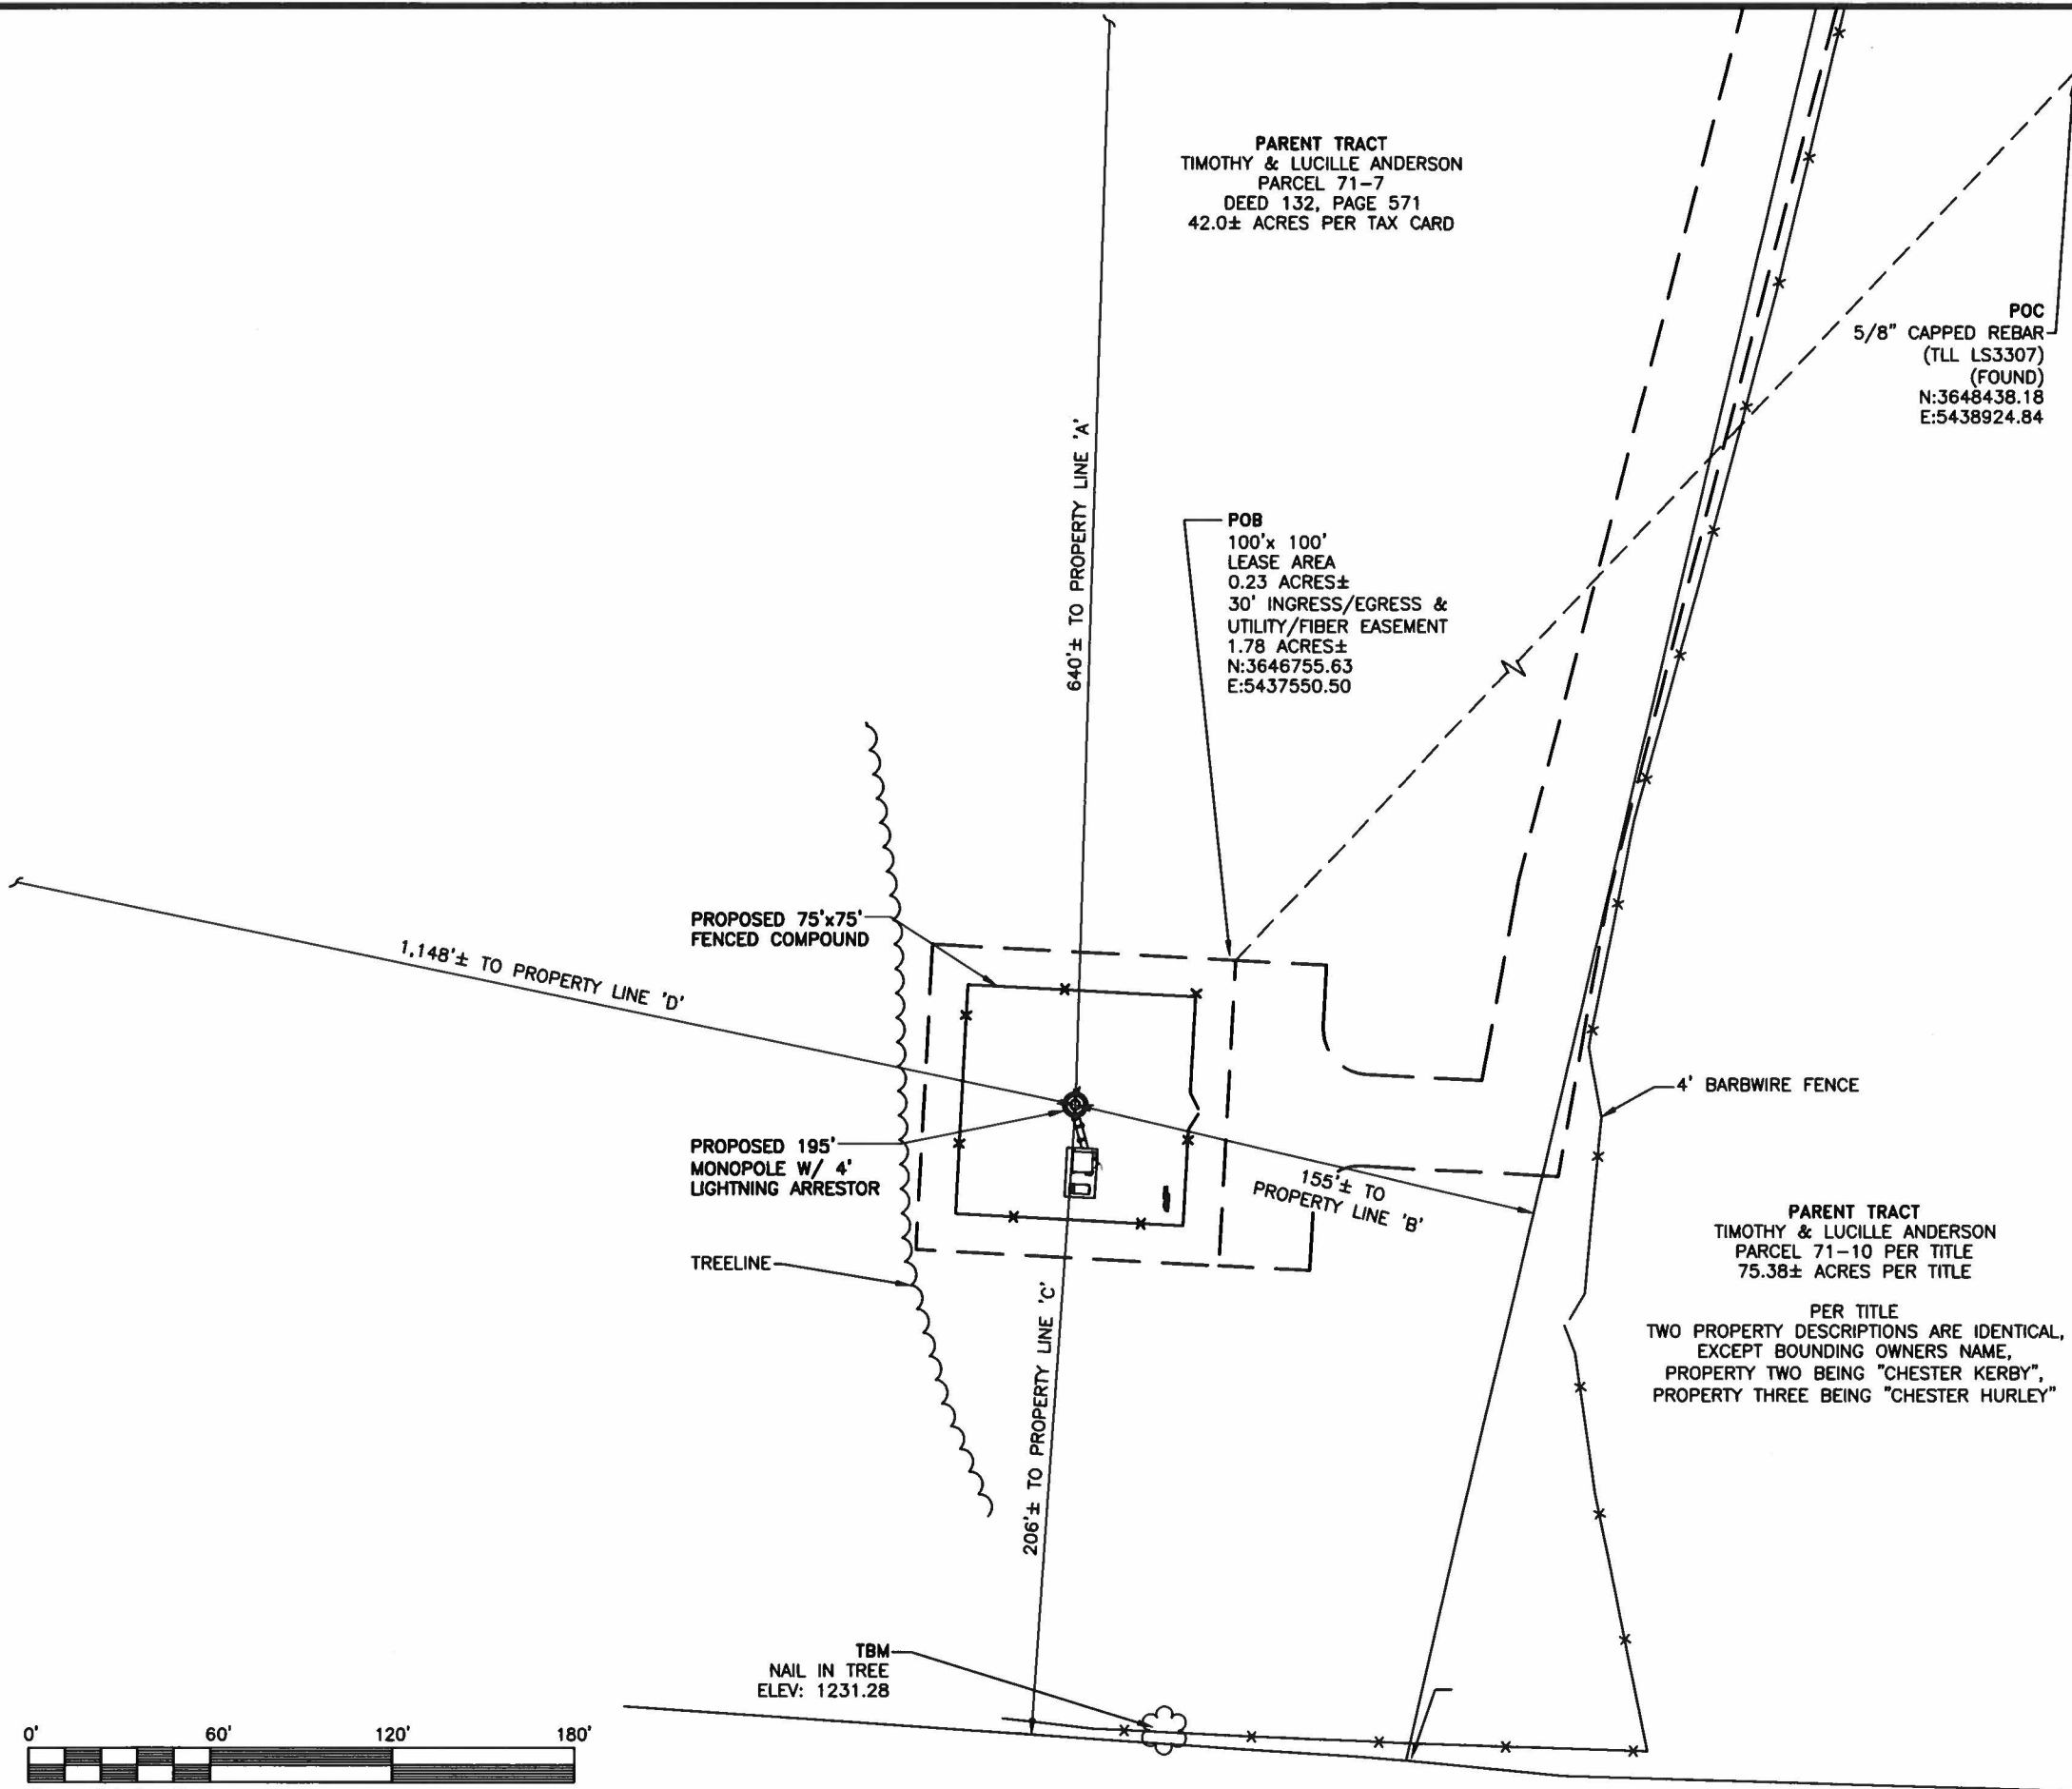 PARENT TRACT
TIMOTHY & LUCILLE ANDERSON
PARCEL 71-7
DEED 132, PAGE 571
42.0± ACRES PER TAX CARD
POC
5/8" CAPPED REBAR
(TLL LS3307)
(FOUND)
N:3648438.18
E:5438924.84
640'± TO PROPERTY LINE 'A'
POB
100'x 100'
LEASE AREA
0.23 ACRES±
30' INGRESS/EGRESS &
UTILITY/FIBER EASEMENT
1.78 ACRES±
N:3646755.63
E:5437550.50
PROPOSED 75'x75'
FENCED COMPOUND
1,148'± TO PROPERTY LINE 'D'
4' BARBWIRE FENCE
PROPOSED 195'
MONOPOLE W/ 4'
LIGHTNING ARRESTOR
155'± TO
PROPERTY LINE 'B'
TREELINE
PARENT TRACT
TIMOTHY & LUCILLE ANDERSON
PARCEL 71-10 PER TITLE
75.38± ACRES PER TITLE
PER TITLE
TWO PROPERTY DESCRIPTIONS ARE IDENTICAL,
EXCEPT BOUNDING OWNERS NAME,
PROPERTY TWO BEING "CHESTER KERBY",
PROPERTY THREE BEING "CHESTER HURLEY"
206'± TO PROPERTY LINE 'C'
TBM
NAIL IN TREE
ELEV: 1231.28
0' 60' 120' 180'